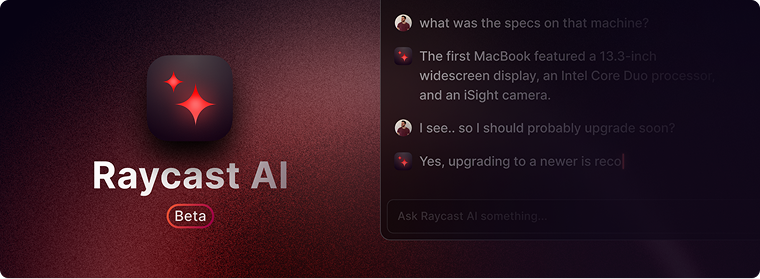 Raycast AI
Beta
what was the specs on that machine?
The first MacBook featured a 13.3-inch
widescreen display, an Intel Core Duo processor,
and an iSight camera.
I see.. so I should probably upgrade soon?
Yes, upgrading to a newer is reco
Ask Raycast AI something...